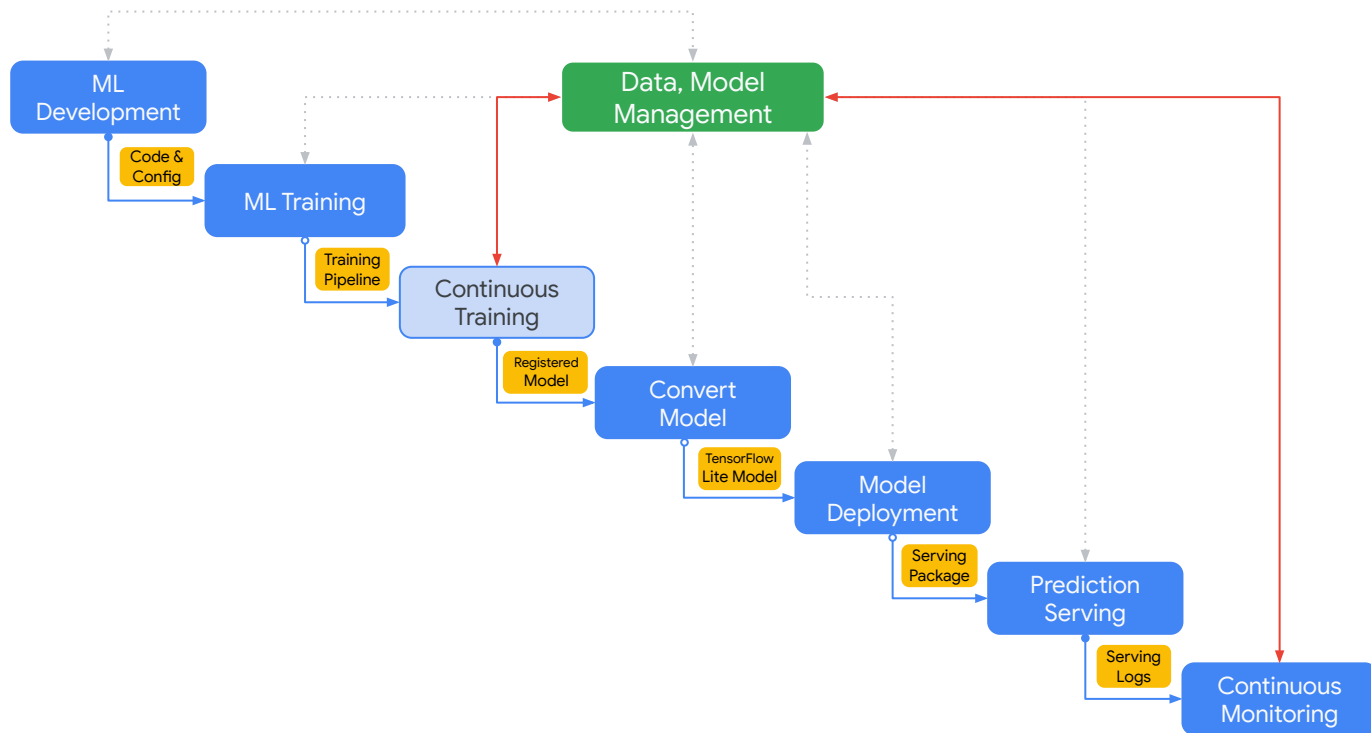 ML
Development
Data, Model
Management
Code &
Config
ML Training
Training
Pipeline
Continuous
Training
Registered
Model
Convert
Model
TensorFlow
Lite Model
Model
Deployment
Serving
Package
Prediction
Serving
Serving
Logs
Continuous
Monitoring